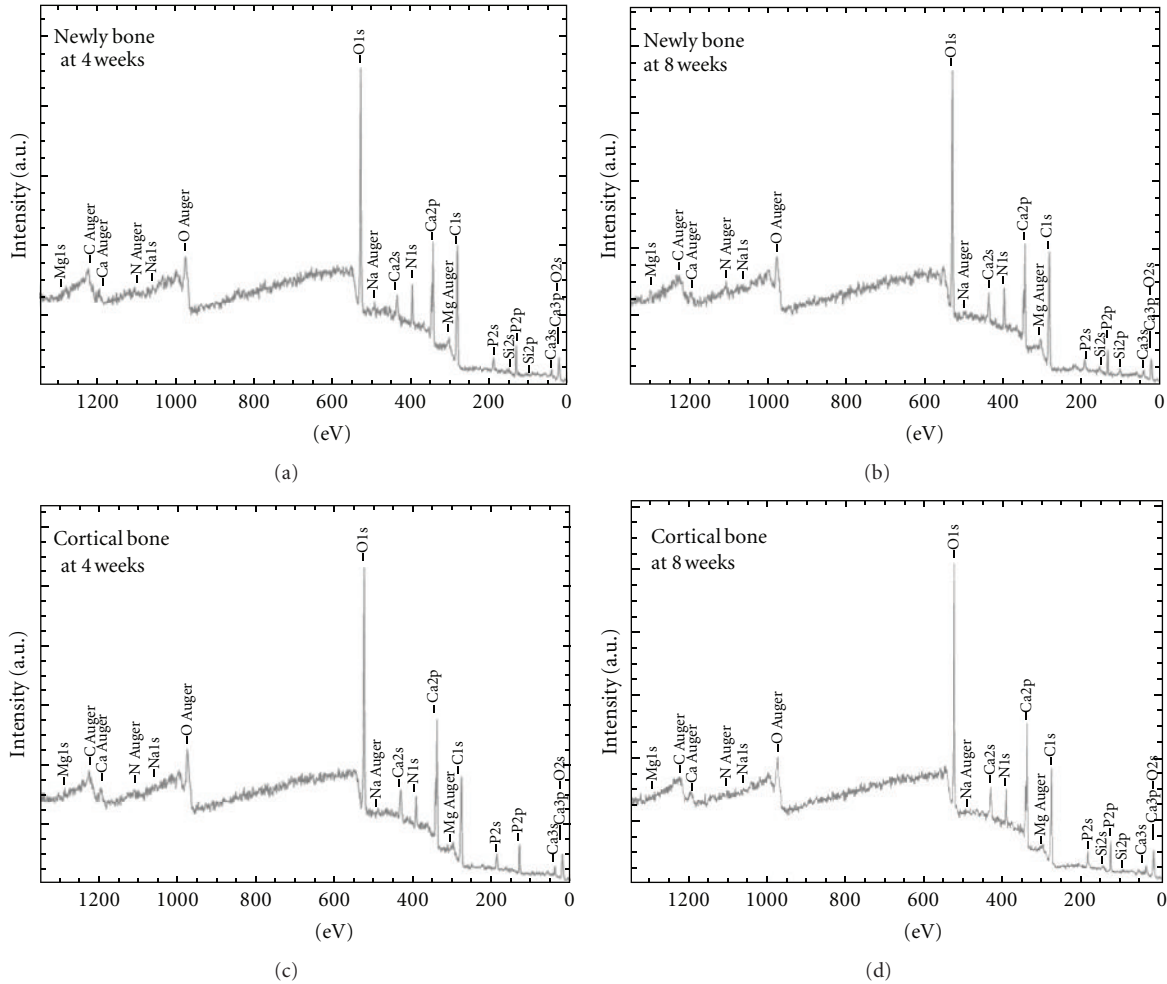 Newly bone
at 4 weeks
Intensity (a.u.)
Mg1s
C Auger
Ca Auger
N Auger
Na1s
O Auger
O1s
Na Auger
Ca2s
N1s
Ca2p
Mg Auger
C1s
P2s
Si2s
P2p
Si2p
Ca3s
Ca3p
O2s
1200 1000 800 600 400 200 0
(eV)
(a)
Newly bone
at 8 weeks
Intensity (a.u.)
Mg1s
C Auger
Ca Auger
N Auger
Na1s
O Auger
O1s
Na Auger
Ca2s
N1s
Ca2p
Mg Auger
C1s
P2s
Si2s
P2p
Si2p
Ca3s
Ca3p
O2s
1200 1000 800 600 400 200 0
(eV)
(b)
Cortical bone
at 4 weeks
Intensity (a.u.)
Mg1s
C Auger
Ca Auger
N Auger
Na1s
O Auger
O1s
Na Auger
Ca2s
N1s
Ca2p
Mg Auger
C1s
P2s
P2p
Ca3s
Ca3p
O2s
1200 1000 800 600 400 200 0
(eV)
(c)
Cortical bone
at 8 weeks
Intensity (a.u.)
Mg1s
C Auger
Ca Auger
N Auger
Na1s
O Auger
O1s
Na Auger
Ca2s
N1s
Ca2p
Mg Auger
C1s
P2s
Si2s
P2p
Si2p
Ca3s
Ca3p
O2s
1200 1000 800 600 400 200 0
(eV)
(d)